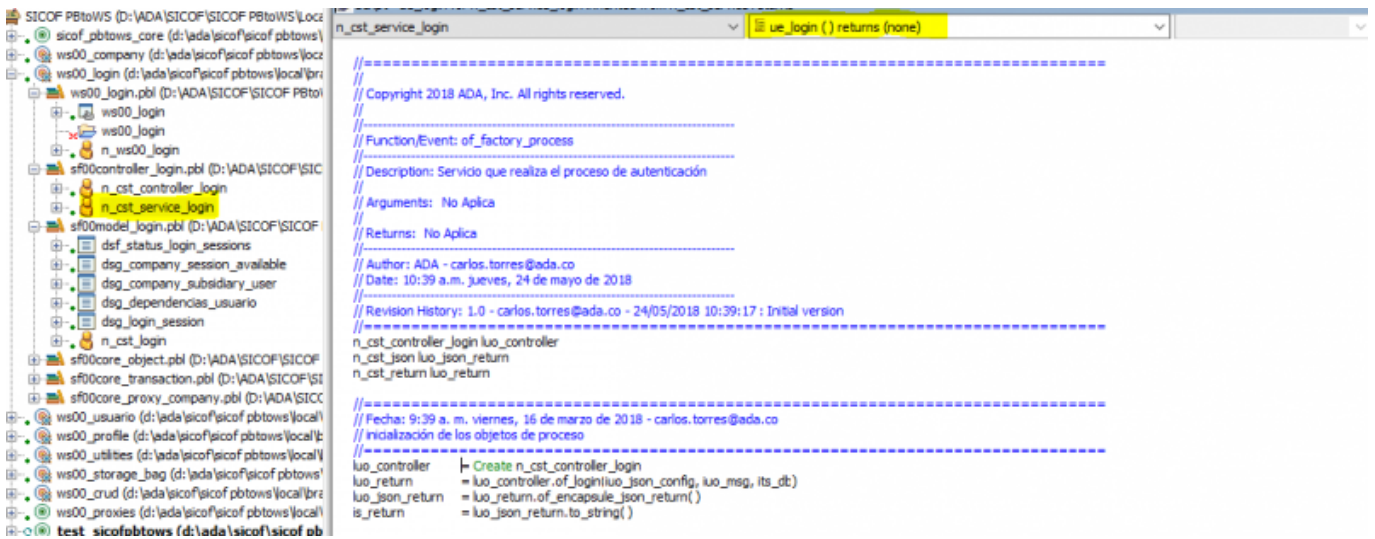 SICOF PBtoWS (D:\ADA\SICOF\SICOF PBtoWS\Loca
sicof_pbtows_core (d:\ada\sicof\sicof pbtows\
ws00_company (d:\ada\sicof\sicof pbtows\loca
ws00_login (d:\ada\sicof\sicof pbtows\local\bra
ws00_login.pbl (D:\ADA\SICOF\SICOF PBtoW
ws00_login
ws00_login
n_ws00_login
sf00controller_login.pbl (D:\ADA\SICOF\SIC
n_cst_controller_login
n_cst_service_login
sf00model_login.pbl (D:\ADA\SICOF\SICOF
dsf_status_login_sessions
dsg_company_session_available
dsg_company_subsidiary_user
dsg_dependencias_usuario
dsg_login_session
n_cst_login
sf00core_object.pbl (D:\ADA\SICOF\SICOF
sf00core_transaction.pbl (D:\ADA\SICOF\SI
sf00core_proxy_company.pbl (D:\ADA\SICC
ws00_usuario (d:\ada\sicof\sicof pbtows\local\
ws00_profile (d:\ada\sicof\sicof pbtows\local\b
ws00_utilities (d:\ada\sicof\sicof pbtows\local\
ws00_storage_bag (d:\ada\sicof\sicof pbtows\
ws00_crud (d:\ada\sicof\sicof pbtows\local\bra
ws00_proxies (d:\ada\sicof\sicof pbtows\local\
test_sicofpbtows (d:\ada\sicof\sicof pb
n_cst_service_login
ue_login ( ) returns (none)
//==========================================================================================
//
// Copyright 2018 ADA, Inc. All rights reserved.
//
//------------------------------------------------------------------------------
// Function/Event: of_factory_process
//------------------------------------------------------------------------------
// Description: Servicio que realiza el proceso de autenticación
//
// Arguments: No Aplica
//
// Returns: No Aplica
//------------------------------------------------------------------------------
// Author: ADA - carlos.torres@ada.co
// Date: 10:39 a.m. jueves, 24 de mayo de 2018
//------------------------------------------------------------------------------
// Revision History: 1.0 - carlos.torres@ada.co - 24/05/2018 10:39:17 : Initial version
//==========================================================================================
n_cst_controller_login luo_controller
n_cst_json luo_json_return
n_cst_return luo_return
//==========================================================================================
// Fecha: 9:39 a. m. viernes, 16 de marzo de 2018 - carlos.torres@ada.co
// inicialización de los objetos de proceso
//==========================================================================================
luo_controller = Create n_cst_controller_login
luo_return = luo_controller.of_login(iuo_json_config, iuo_msg, its_db)
luo_json_return = luo_return.of_encapsule_json_return( )
is_return = luo_json_return.to_string( )